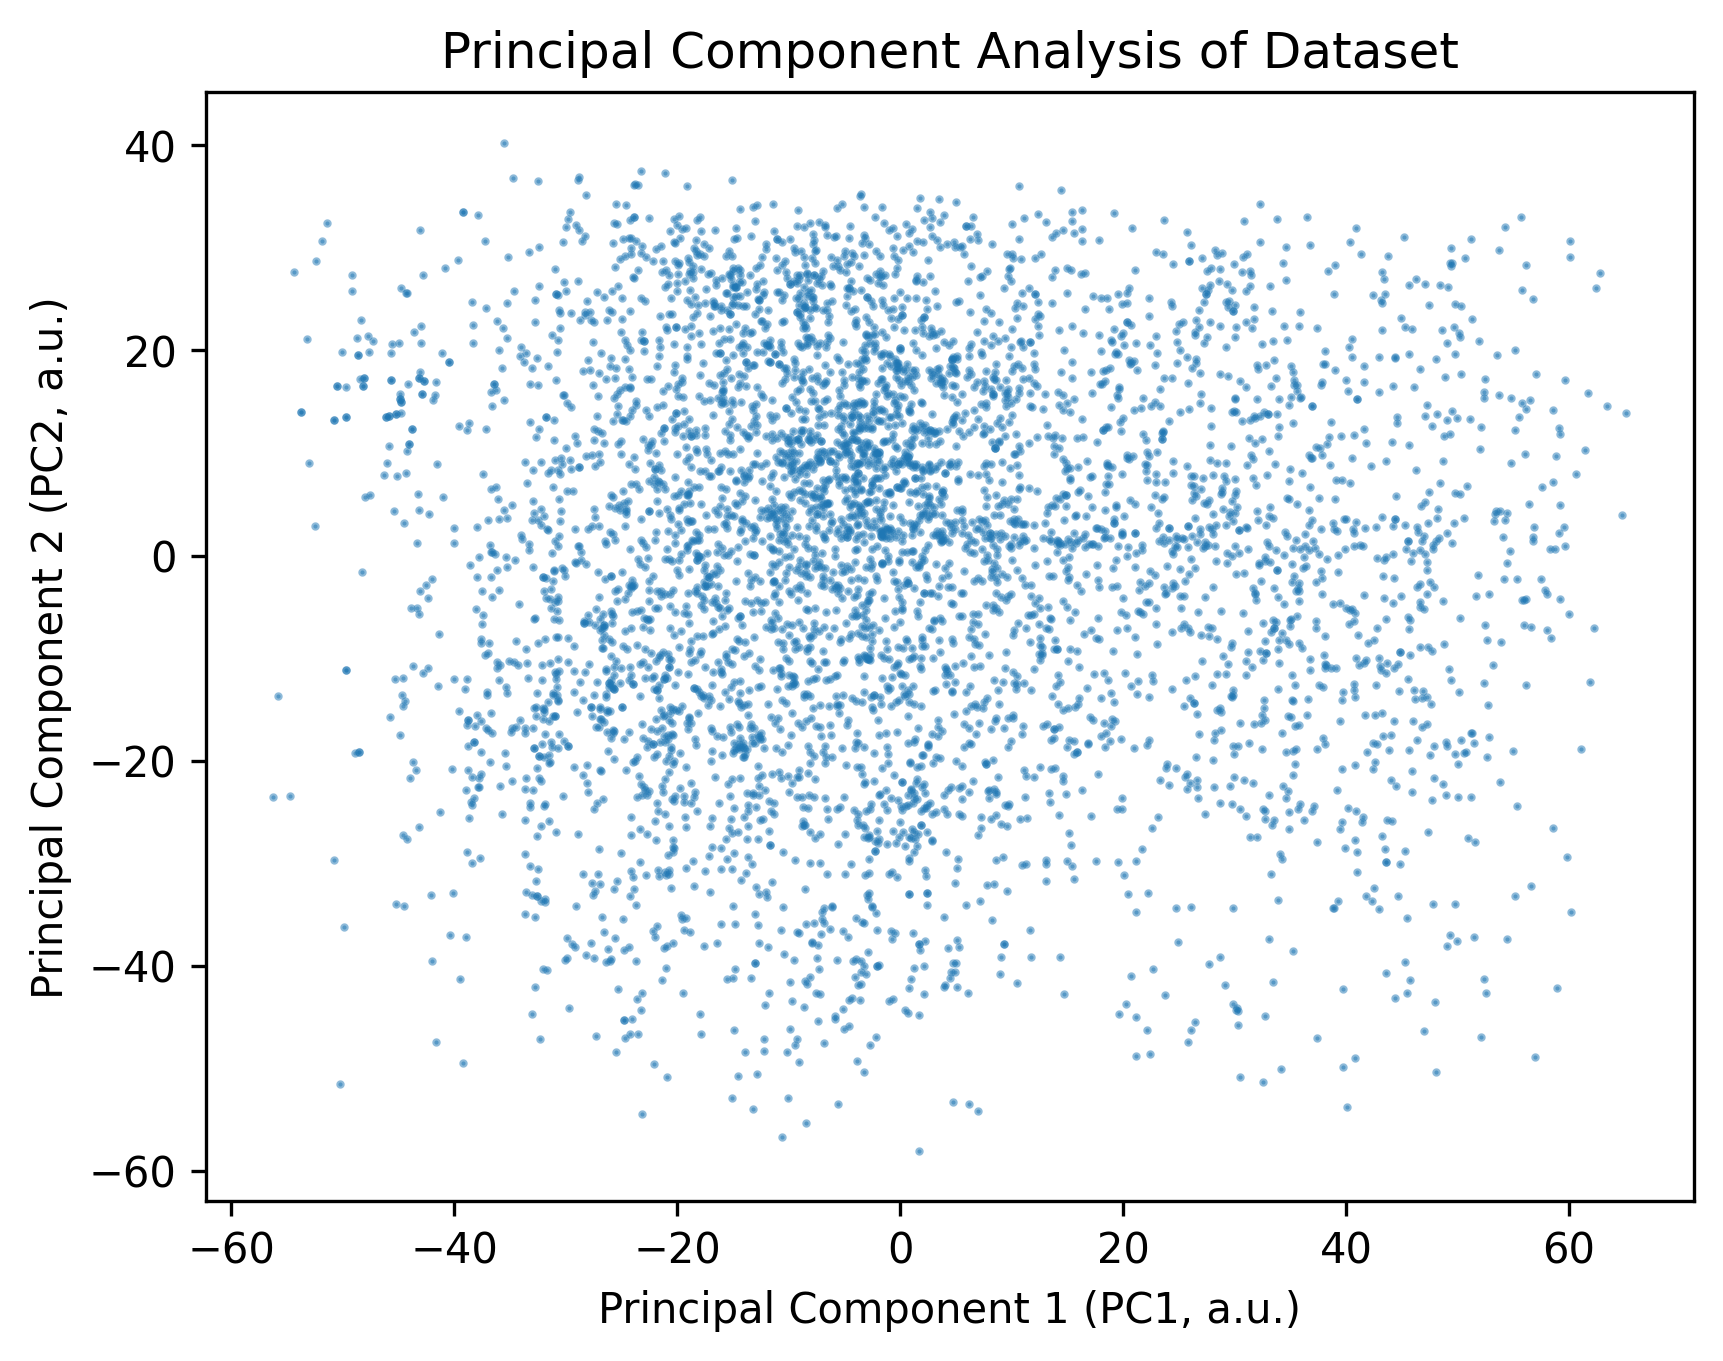 Principal Component Analysis of Dataset
40
20
0
−20
−40
−60
Principal Component 2 (PC2, a.u.)
−60 −40 −20 0 20 40 60
Principal Component 1 (PC1, a.u.)